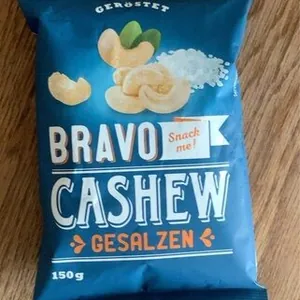 GERÖSTET
BRAVO
Snack
me!
CASHEW
GESALZEN
150g